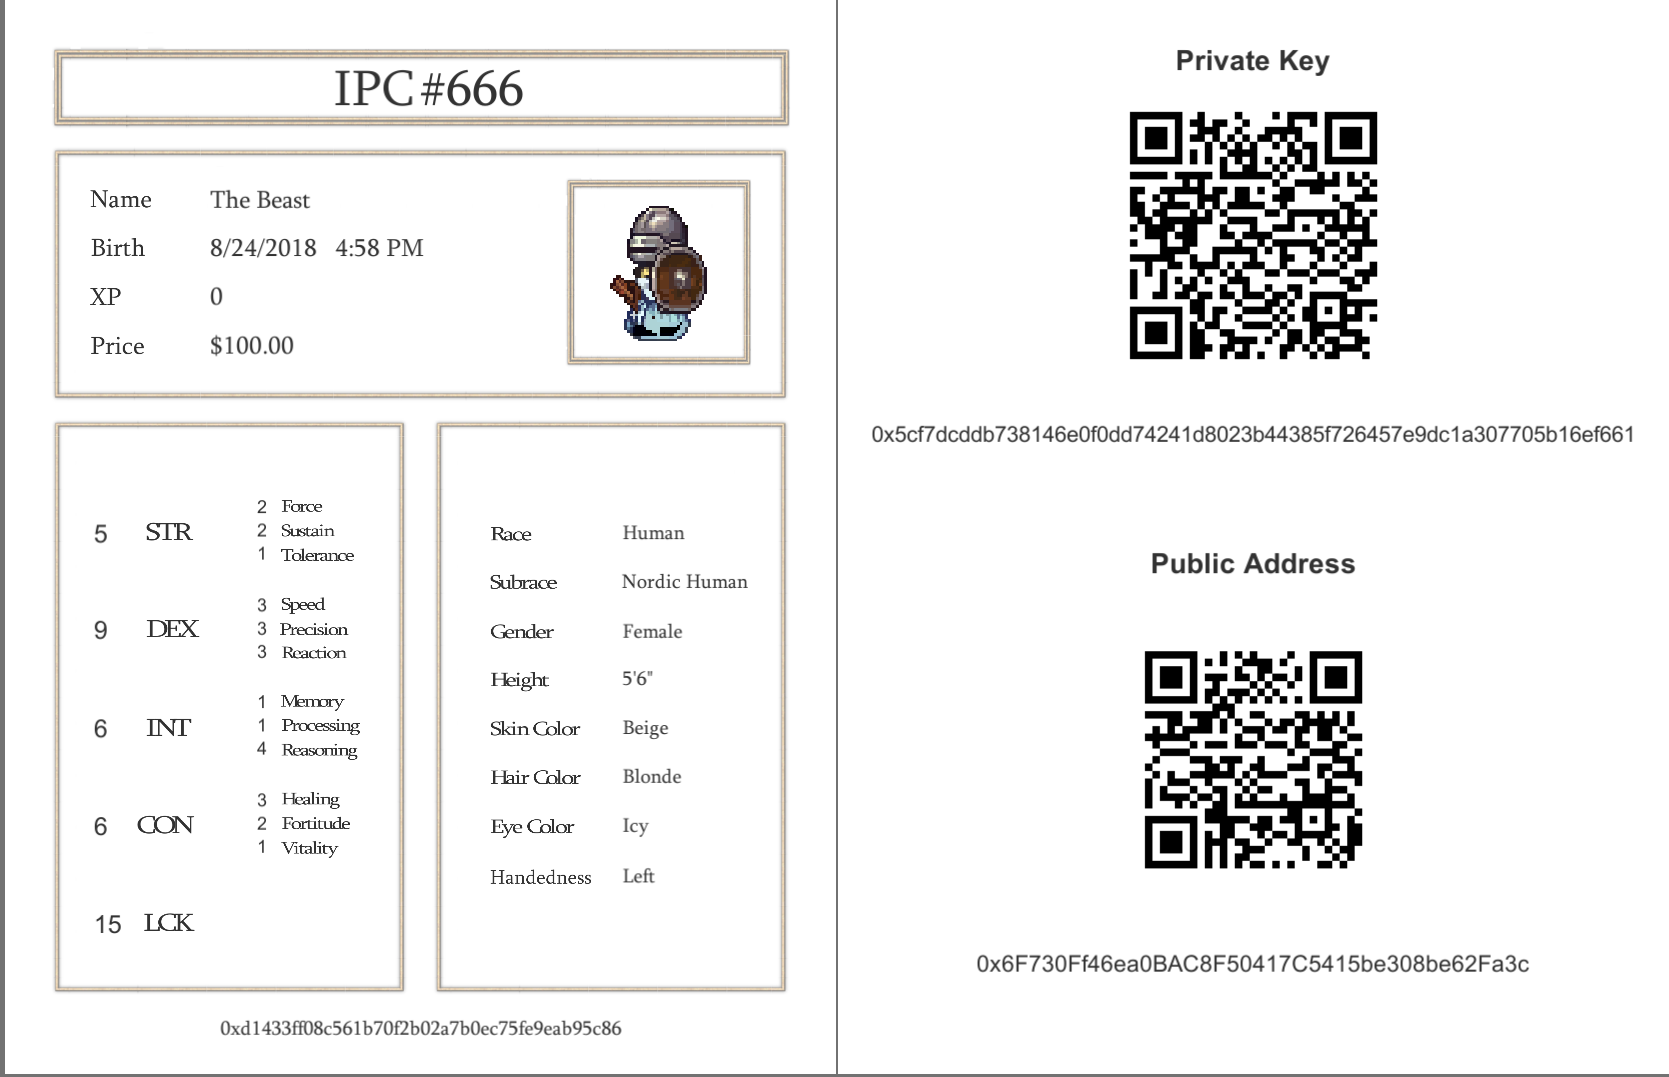 IPC #666
Name The Beast
Birth 8/24/2018 4:58 PM
XP 0
Price $100.00
5 STR
2 Force
2 Sustain
1 Tolerance
9 DEX
3 Speed
3 Precision
3 Reaction
6 INT
1 Memory
1 Processing
4 Reasoning
6 CON
3 Healing
2 Fortitude
1 Vitality
15 LCK
Race Human
Subrace Nordic Human
Gender Female
Height 5'6"
Skin Color Beige
Hair Color Blonde
Eye Color Icy
Handedness Left
0xd1433ff08c561b70f2b02a7b0ec75fe9eab95c86
Private Key
0x5cf7dcddb738146e0f0dd74241d8023b44385f726457e9dc1a307705b16ef661
Public Address
0x6F730Ff46ea0BAC8F50417C5415be308be62Fa3c